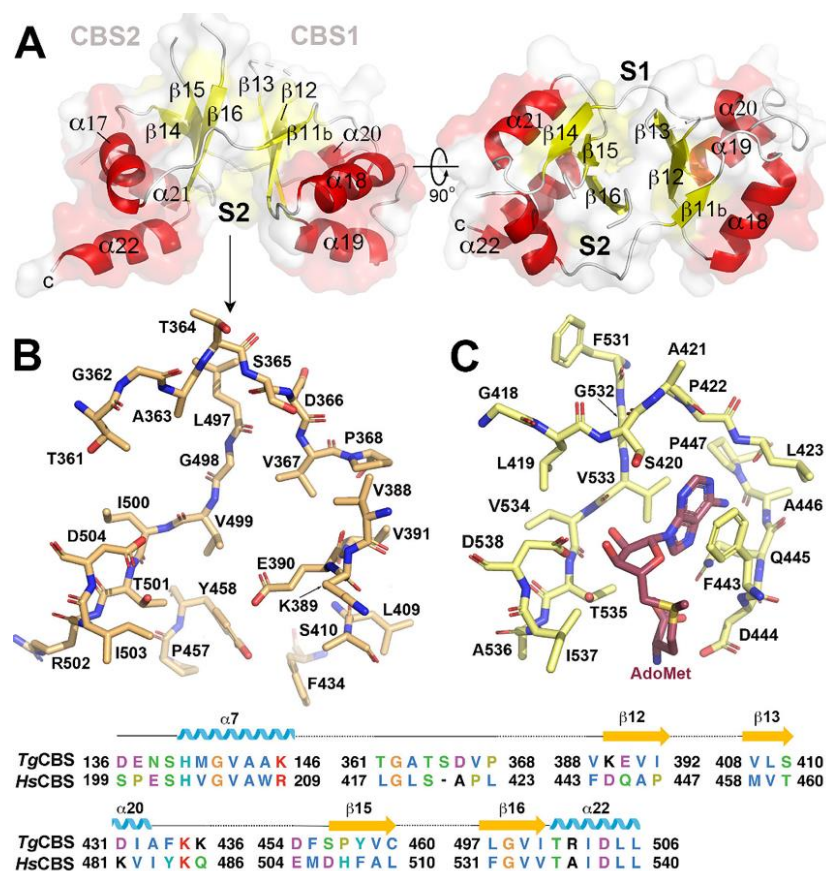 A
CBS2 CBS1
β15 β13 β12
β16
α17 β14 β11b α20
α21 α18
S2
α22 α19
C
90°
S1
α21 β14 β13 α20
β15 α19
β16 β12
β11b α18
C α22 S2
B
T364
G362 S365
A363 D366
L497
T361 P368
G498 V367
V388
I500
V499 V391
D504 E390
T501 Y458 K389 L409
S410
R502 I503 P457
F434
C
F531
A421
G418 G532 P422
P447 L423
L419 S420
V533 A446
V534
D538 Q445
F443
T535
D444
A536 I537
AdoMet
α7 β12 β13
TgCBS 136 DENSHMGVAAK 146 361 TGATSDVP 368 388 VKEVI 392 408 VLS 410
HsCBS 199 SPESHVGVAWR 209 417 LGLS-APL 423 443 FDQAP 447 458 MVT 460
α20 β15 β16 α22
TgCBS 431 DIAFKK 436 454 DFSPYVC 460 497 LGVITRIDLL 506
HsCBS 481 KVIYKQ 486 504 EMDHFAL 510 531 FGVVTAIDLL 540